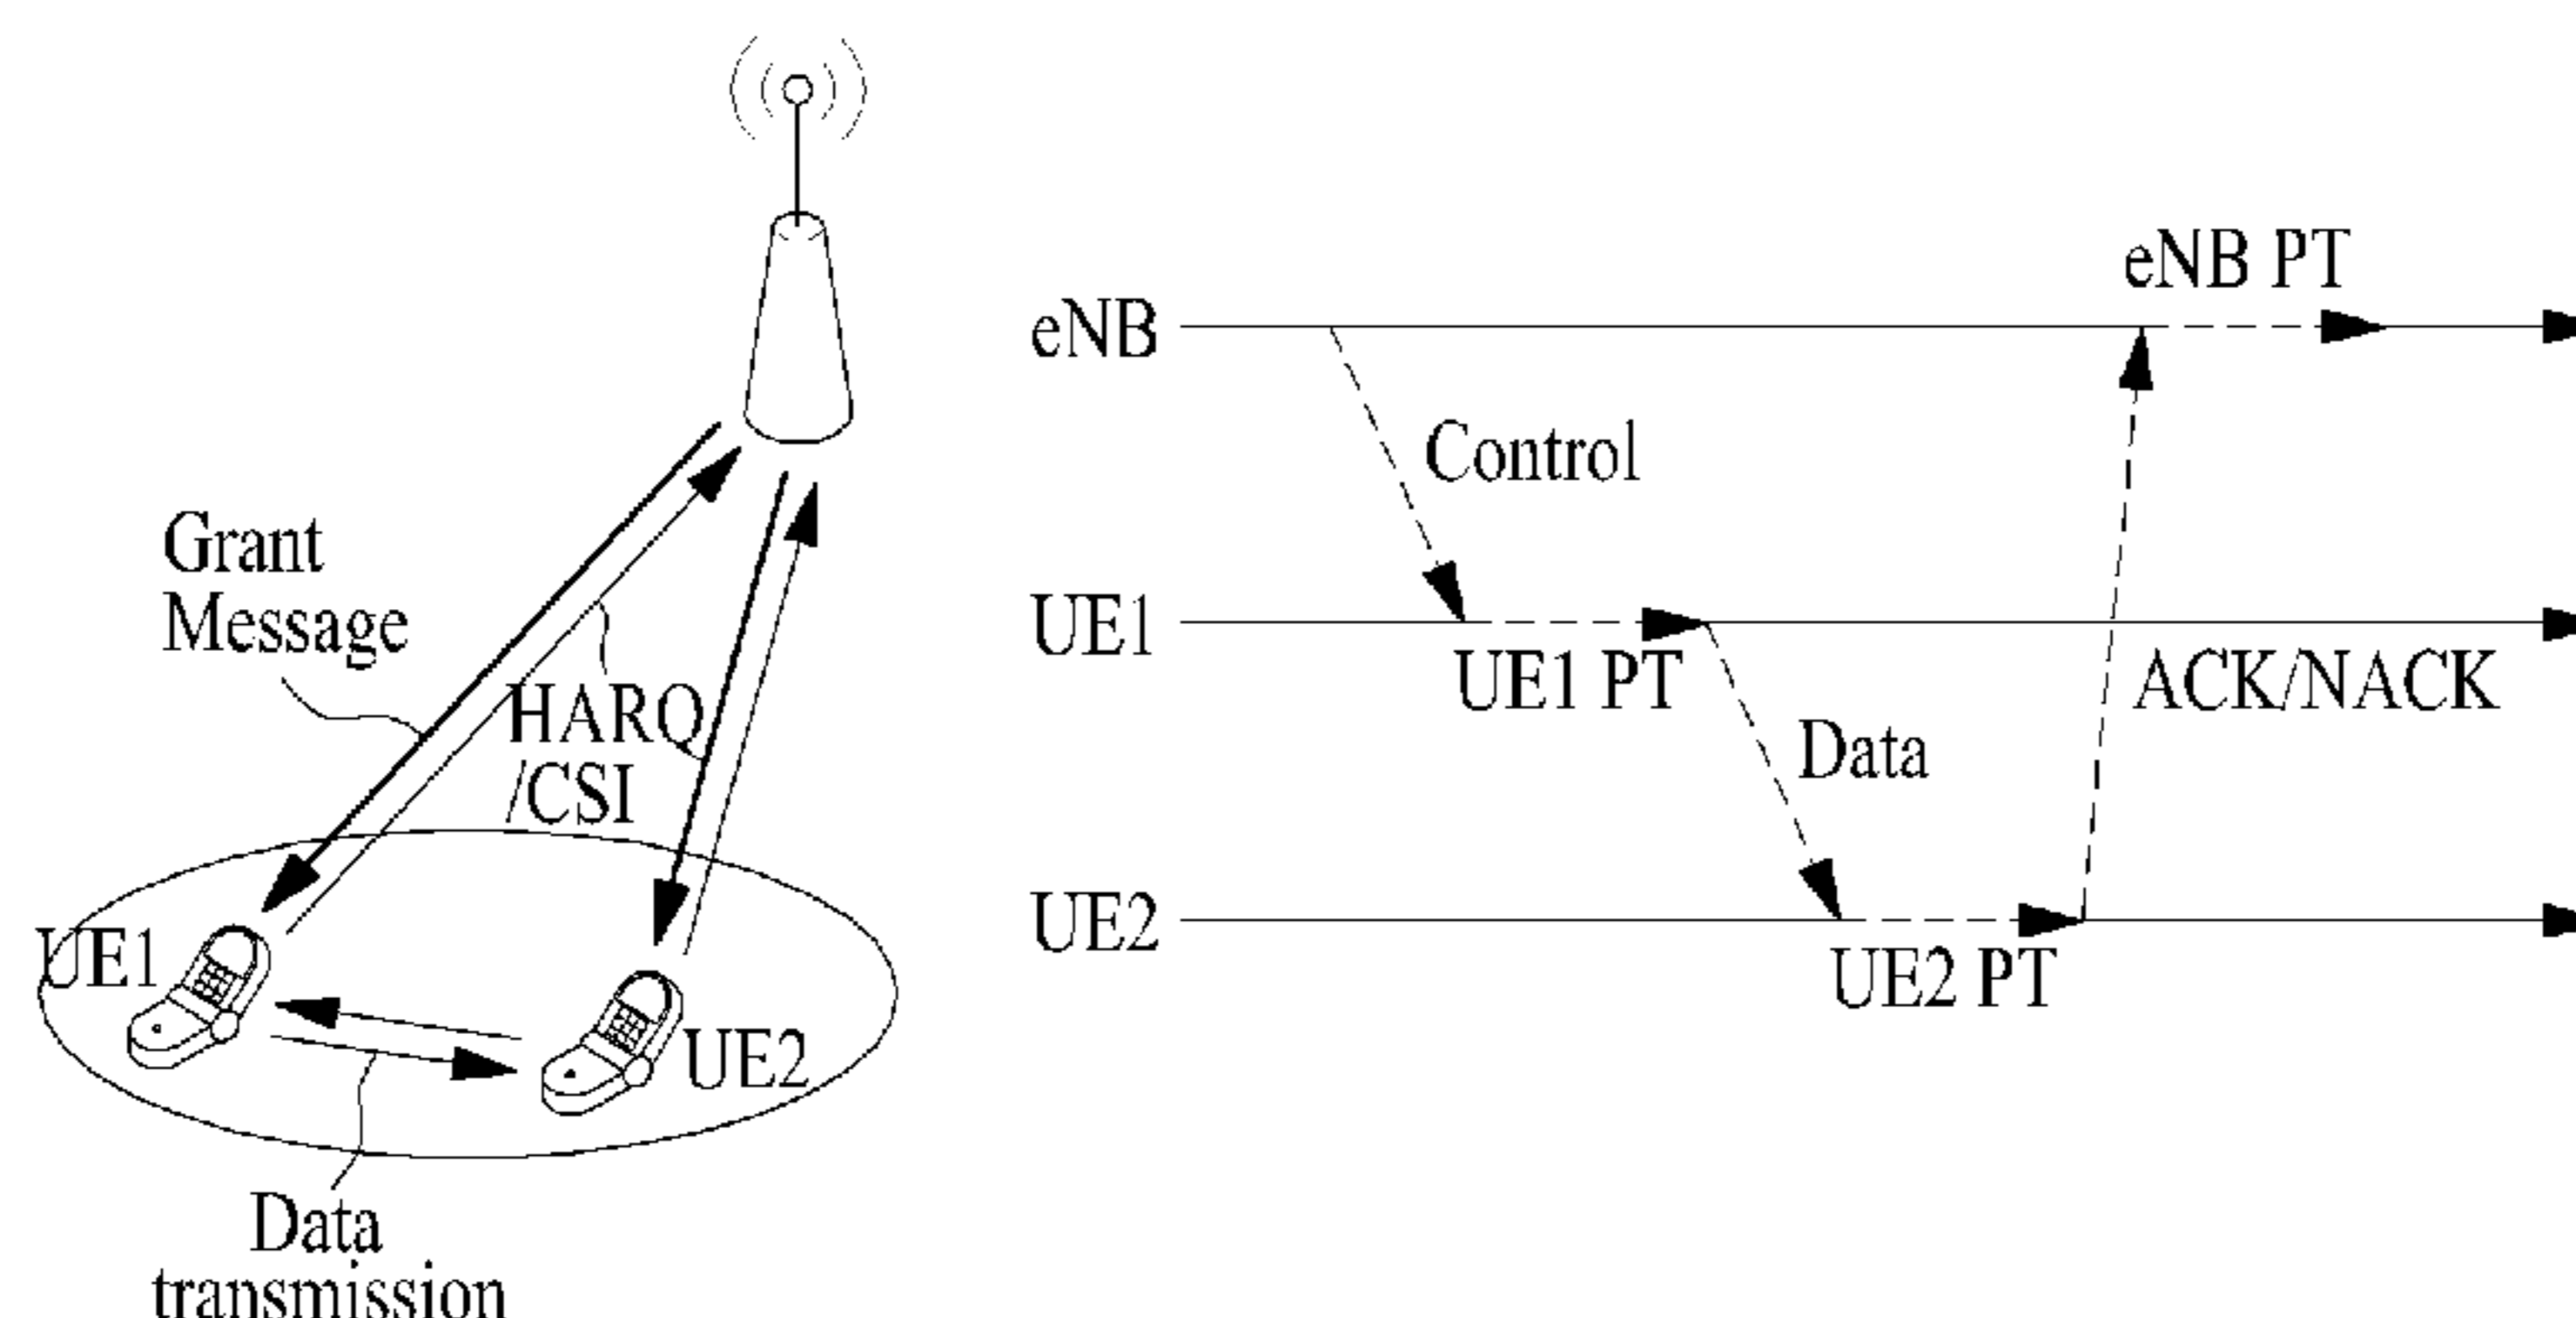 Grant
Message
HARQ
/CSI
UE1
UE2
Data
transmission
eNB PT
eNB
Control
UE1
UE1 PT
ACK/NACK
Data
UE2
UE2 PT